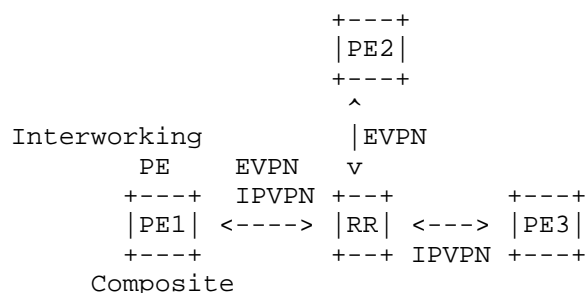 +---+
|PE2|
+---+
^
Interworking |EVPN
PE EVPN v
+---+ IPVPN +--+ +---+
|PE1| <----> |RR| <---> |PE3|
+---+ +--+ IPVPN +---+
Composite